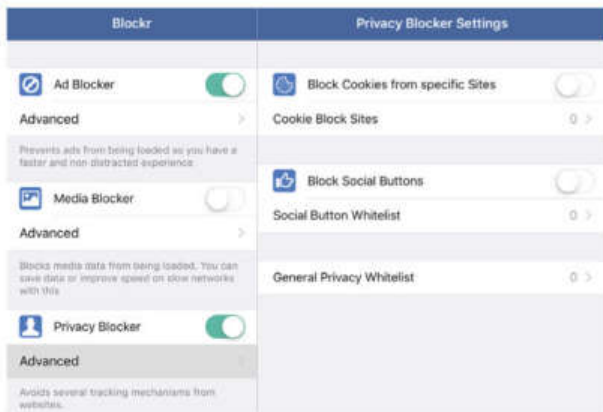 Blockr
Ad Blocker
Advanced
Prevents ads from being loaded so you have a
faster and non distracted experience
Media Blocker
Advanced
Blocks media data from being loaded. You can
save data or improve speed on slow networks
with this
Privacy Blocker
Advanced
Avoids several tracking mechanisms from
websites.
Privacy Blocker Settings
Block Cookies from specific Sites
Cookie Block Sites 0 >
Block Social Buttons
Social Button Whitelist 0 >
General Privacy Whitelist 0 >